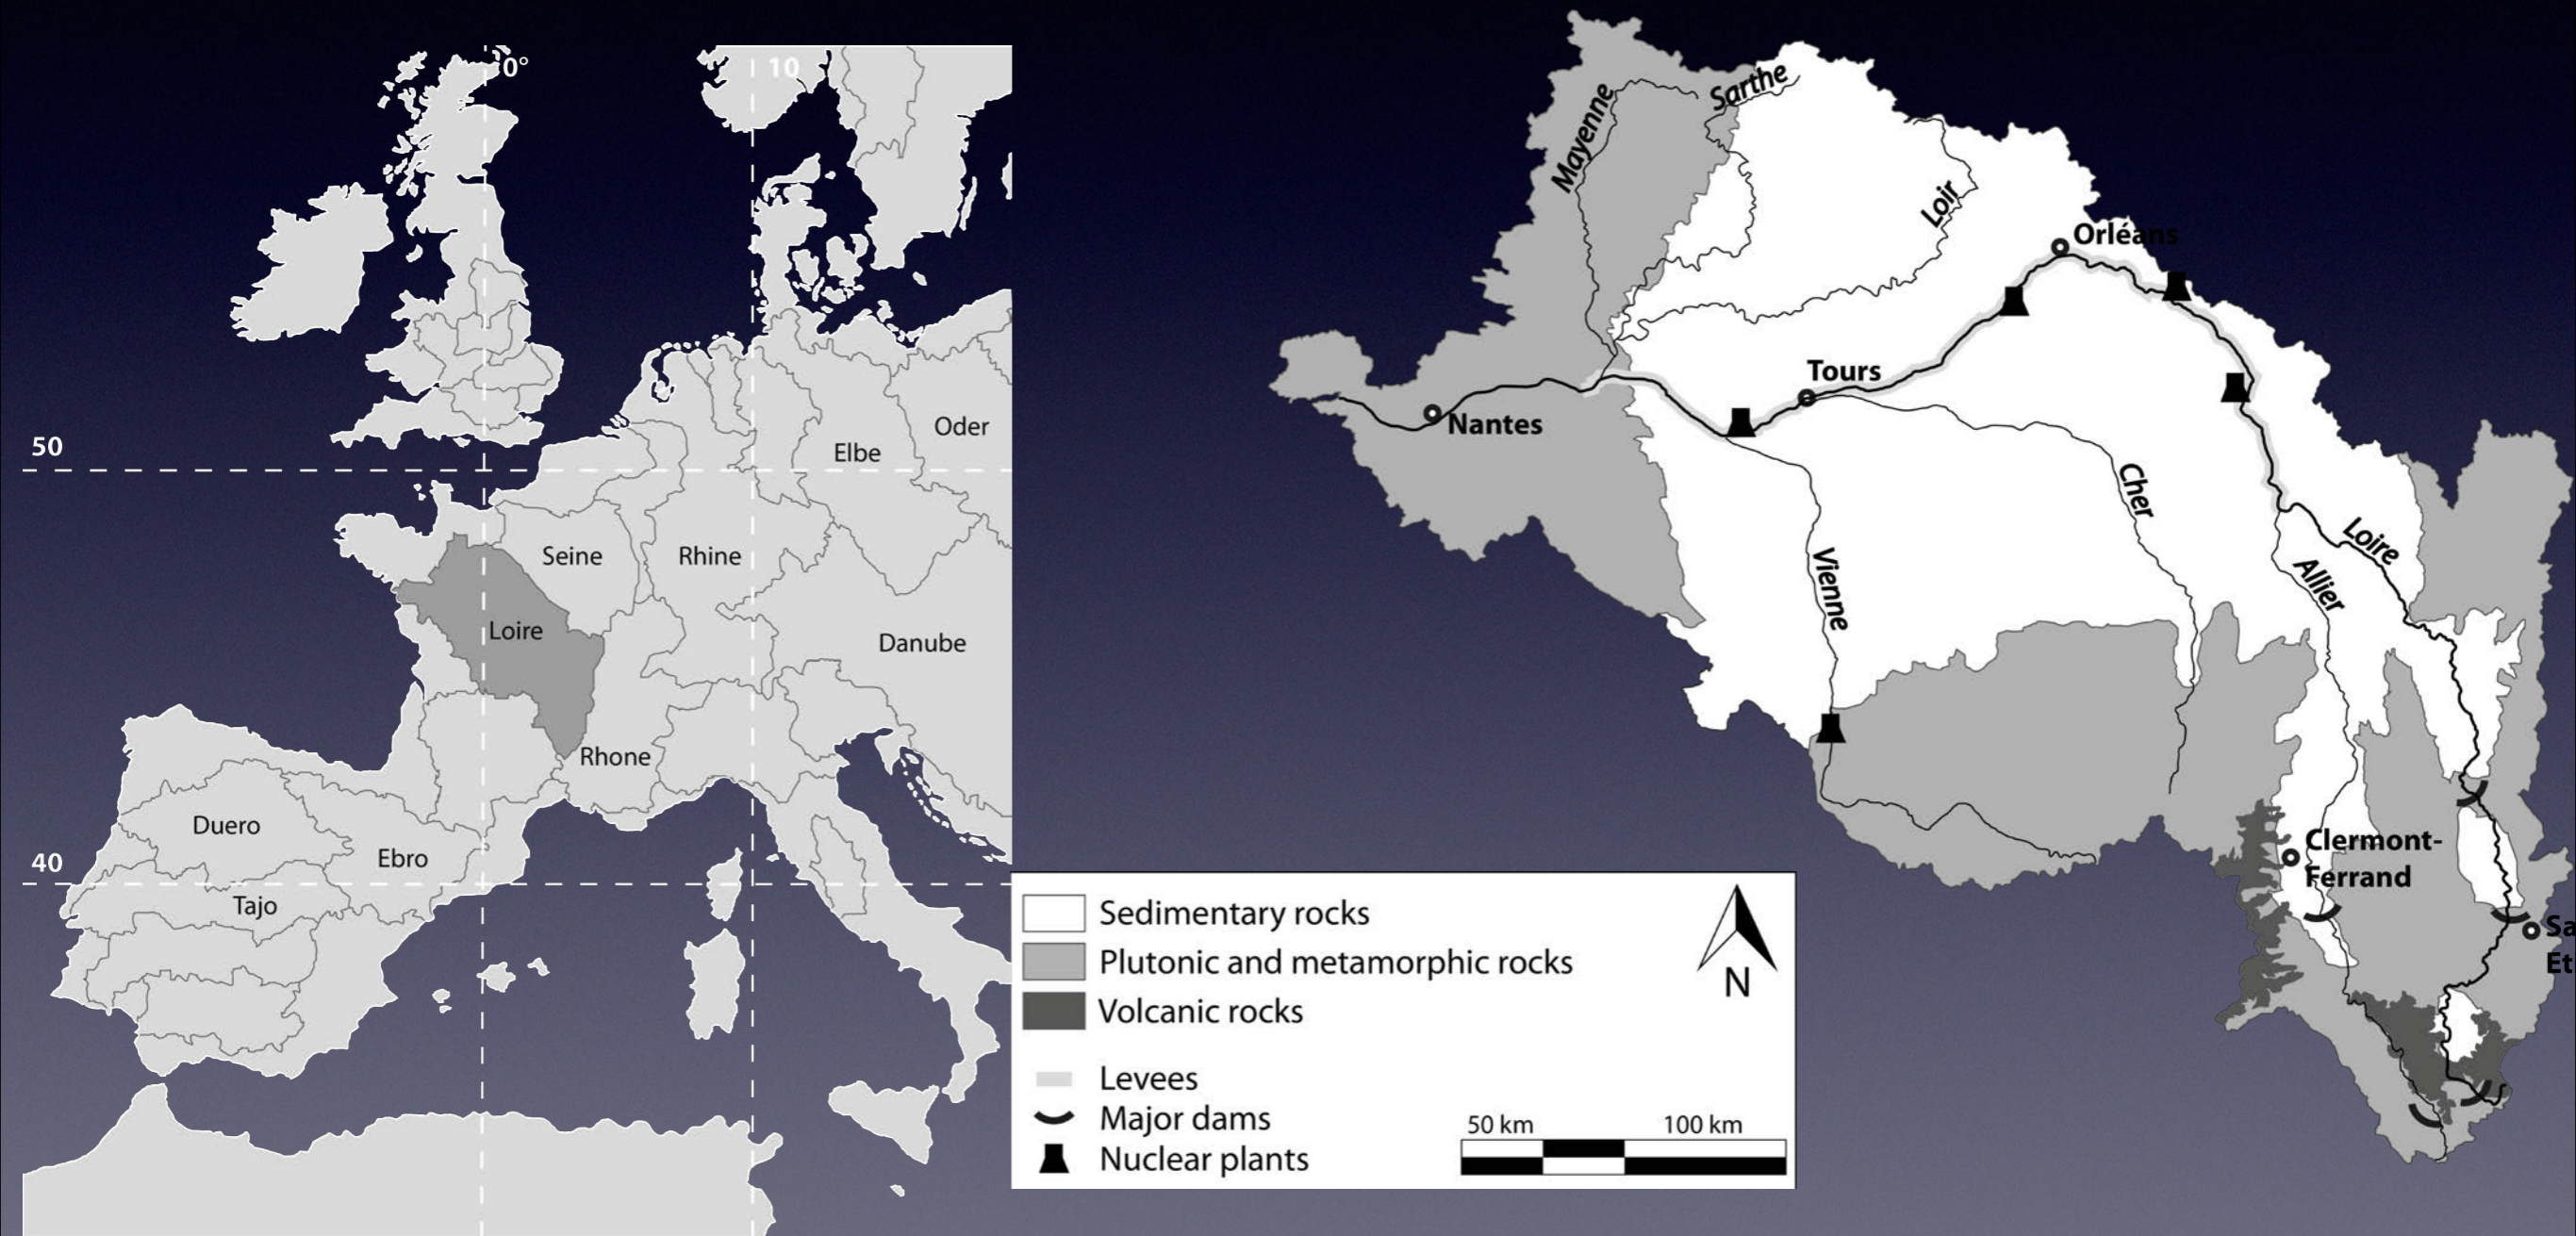 0°
10
50
40
Oder
Elbe
Seine
Rhine
Loire
Danube
Rhone
Duero
Ebro
Tajo
Sarthe
Mayenne
Loir
Orléans
Tours
Nantes
Cher
Loire
Vienne
Allier
Clermont-
Ferrand
Sa
Et
Sedimentary rocks
Plutonic and metamorphic rocks
Volcanic rocks
N
Levees
Major dams
Nuclear plants
50 km
100 km